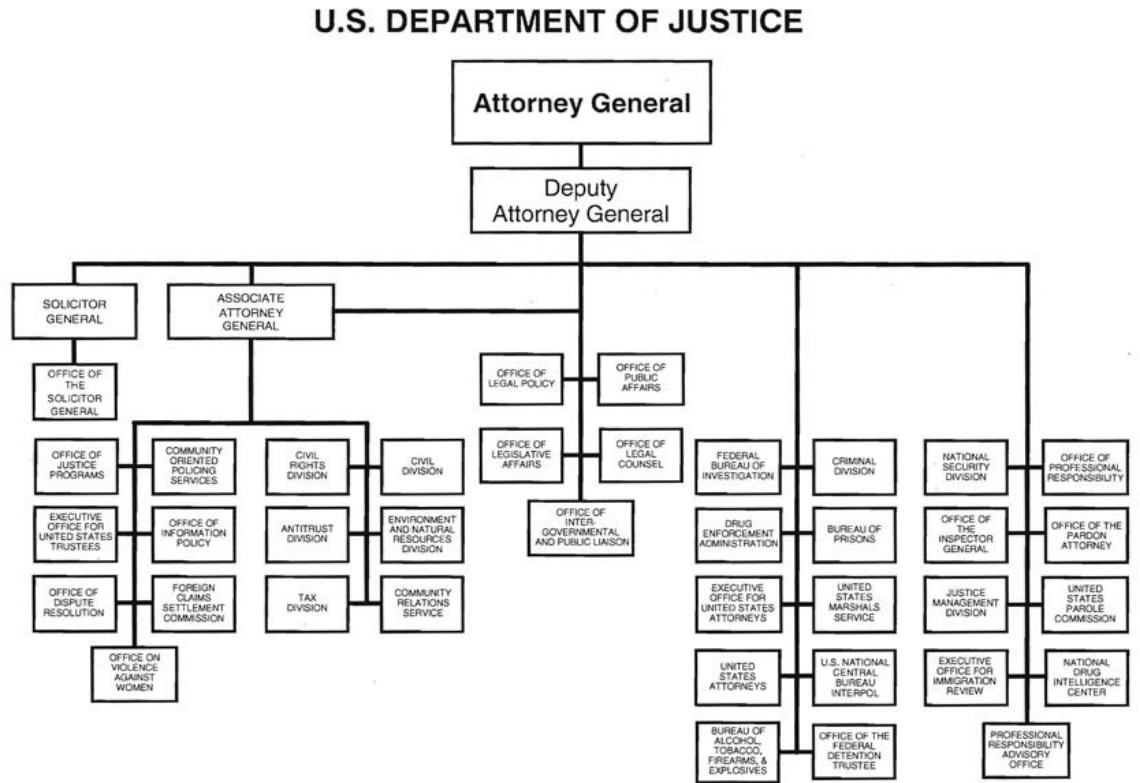 U.S. DEPARTMENT OF JUSTICE
Attorney General
Deputy
Attorney General
SOLICITOR
GENERAL
ASSOCIATE
ATTORNEY
GENERAL
OFFICE OF
THE
SOLICITOR
GENERAL
OFFICE OF
LEGAL POLICY
OFFICE OF
PUBLIC
AFFAIRS
OFFICE OF
LEGISLATIVE
AFFAIRS
OFFICE OF
LEGAL
COUNSEL
OFFICE OF
INTER-
GOVERNMENTAL
AND PUBLIC LIAISON
OFFICE OF
JUSTICE
PROGRAMS
COMMUNITY
ORIENTED
POLICING
SERVICES
EXECUTIVE
OFFICE FOR
UNITED STATES
TRUSTEES
OFFICE OF
INFORMATION
POLICY
OFFICE OF
DISPUTE
RESOLUTION
FOREIGN
CLAIMS
SETTLEMENT
COMMISSION
OFFICE ON
VIOLENCE
AGAINST
WOMEN
CIVIL
RIGHTS
DIVISION
CIVIL
DIVISION
ANTITRUST
DIVISION
ENVIRONMENT
AND NATURAL
RESOURCES
DIVISION
TAX
DIVISION
COMMUNITY
RELATIONS
SERVICE
FEDERAL
BUREAU OF
INVESTIGATION
CRIMINAL
DIVISION
DRUG
ENFORCEMENT
ADMINISTRATION
BUREAU OF
PRISONS
EXECUTIVE
OFFICE FOR
UNITED STATES
ATTORNEYS
UNITED
STATES
MARSHALS
SERVICE
UNITED
STATES
ATTORNEYS
U.S. NATIONAL
CENTRAL
BUREAU
INTERPOL
BUREAU OF
ALCOHOL,
TOBACCO,
FIREARMS, &
EXPLOSIVES
OFFICE OF THE
FEDERAL
DETENTION
TRUSTEE
NATIONAL
SECURITY
DIVISION
OFFICE OF
PROFESSIONAL
RESPONSIBILITY
OFFICE OF
THE
INSPECTOR
GENERAL
OFFICE OF THE
PARDON
ATTORNEY
JUSTICE
MANAGEMENT
DIVISION
UNITED
STATES
PAROLE
COMMISSION
EXECUTIVE
OFFICE FOR
IMMIGRATION
REVIEW
NATIONAL
DRUG
INTELLIGENCE
CENTER
PROFESSIONAL
RESPONSIBILITY
ADVISORY
OFFICE